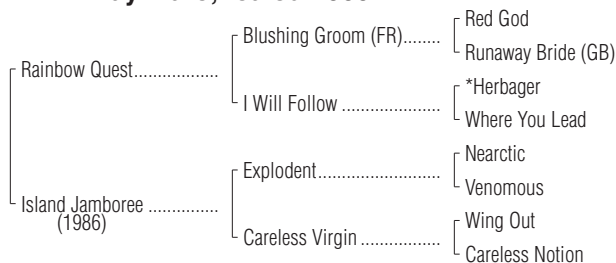 Red God
Blushing Groom (FR)........
Runaway Bride (GB)
Rainbow Quest.................
*Herbager
I Will Follow .....................
Where You Lead
Nearctic
Explodent.......................
Venomous
Island Jamboree ..............
(1986)
Wing Out
Careless Virgin .................
Careless Notion